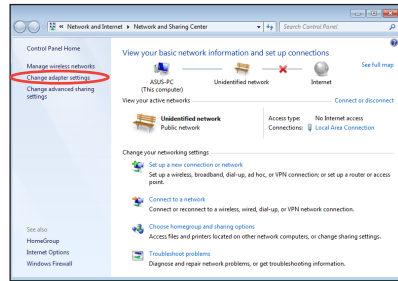 « Network and Internet ▸ Network and Sharing Center
Search Control Panel
Control Panel Home
Manage wireless networks
Change adapter settings
Change advanced sharing
settings
See also
HomeGroup
Internet Options
Windows Firewall
View your basic network information and set up connections
See full map
ASUS-PC
(This computer)
Unidentified network
Internet
View your active networks
Connect or disconnect
Unidentified network
Public network
Access type: No Internet access
Connections: Local Area Connection
Change your networking settings
Set up a new connection or network
Set up a wireless, broadband, dial-up, ad hoc, or VPN connection; or set up a router or access
point.
Connect to a network
Connect or reconnect to a wireless, wired, dial-up, or VPN network connection.
Choose homegroup and sharing options
Access files and printers located on other network computers, or change sharing settings.
Troubleshoot problems
Diagnose and repair network problems, or get troubleshooting information.